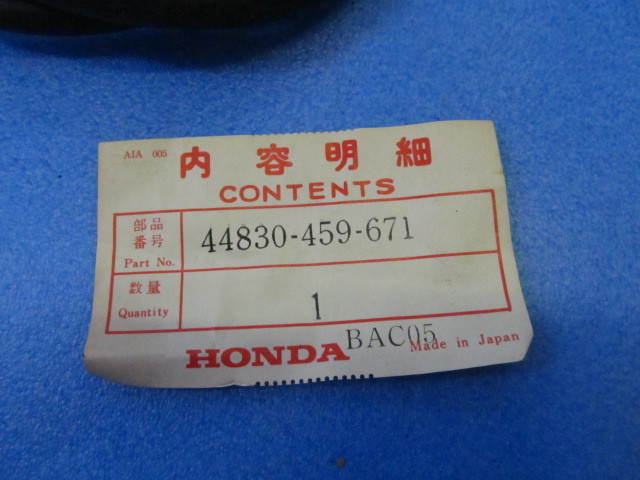 AIA 005
内容明細
CONTENTS
部品
番号
Part No.
44830-459-671
数量
Quantity
1
BAC05
HONDA
Made in Japan